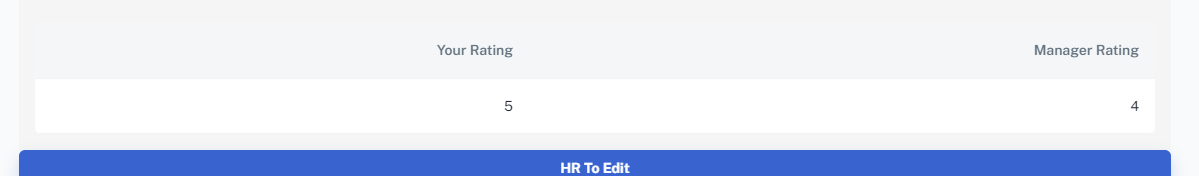 Your Rating Manager Rating
5 4
HR To Edit